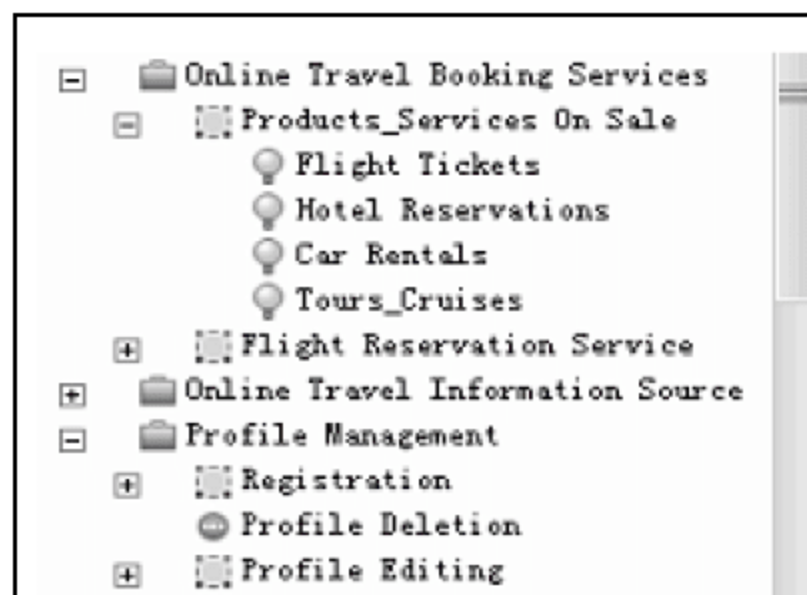 Online Travel Booking Services
Products_Services On Sale
Flight Tickets
Hotel Reservations
Car Rentals
Tours_Cruises
Flight Reservation Service
Online Travel Information Source
Profile Management
Registration
Profile Deletion
Profile Editing